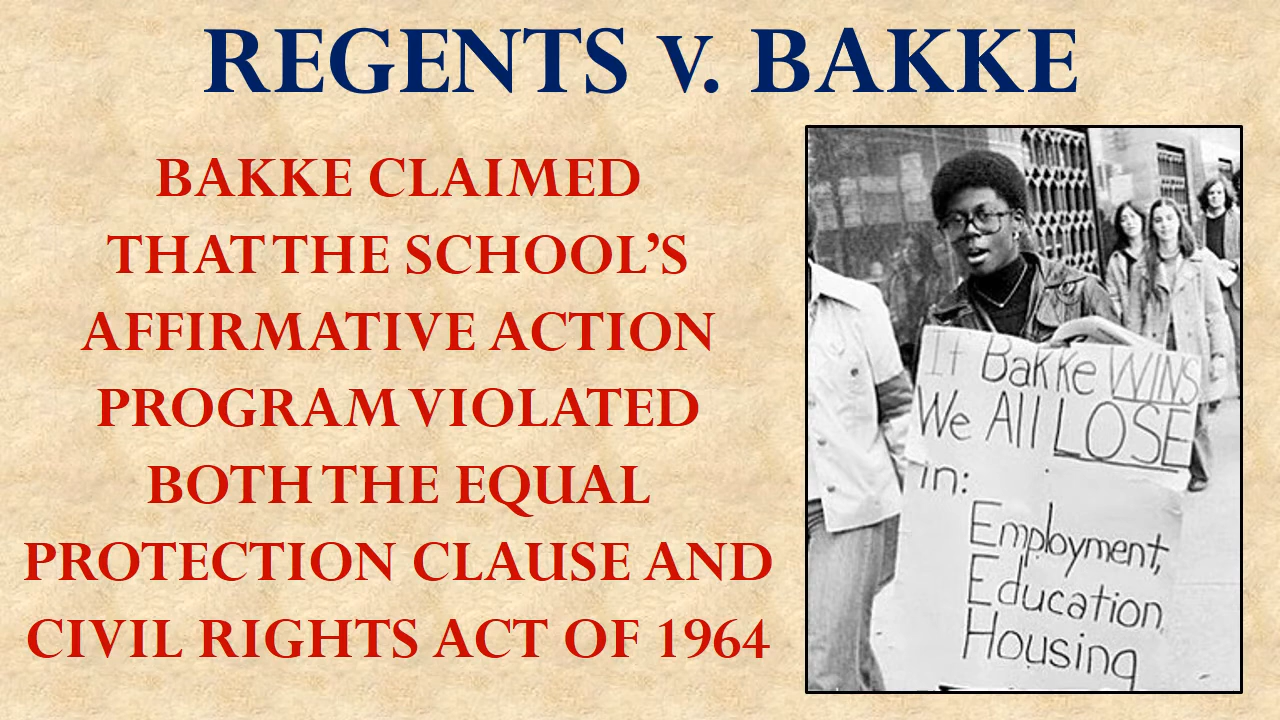 REGENTS v. BAKKE
BAKKE CLAIMED
THAT THE SCHOOL’S
AFFIRMATIVE ACTION
PROGRAM VIOLATED
BOTH THE EQUAL
PROTECTION CLAUSE AND
CIVIL RIGHTS ACT OF 1964
If Bakke WINS
We All LOSE
in:
Employment,
Education,
Housing